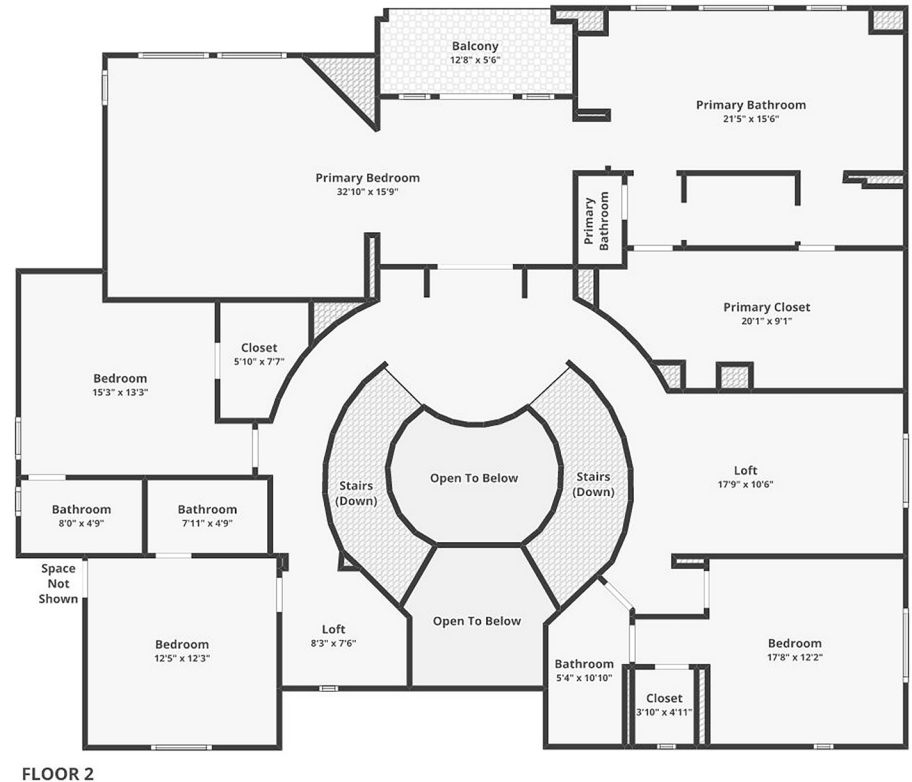 Balcony
12'8" x 5'6"
Primary Bathroom
21'5" x 15'6"
Primary Bedroom
32'10" x 15'9"
Primary
Bathroom
Primary Closet
20'1" x 9'1"
Closet
5'10" x 7'7"
Bedroom
15'3" x 13'3"
Stairs
(Down)
Open To Below
Stairs
(Down)
Loft
17'9" x 10'6"
Bathroom
8'0" x 4'9"
Bathroom
7'11" x 4'9"
Space
Not
Shown
Bedroom
12'5" x 12'3"
Loft
8'3" x 7'6"
Open To Below
Bathroom
5'4" x 10'10"
Closet
3'10" x 4'11"
Bedroom
17'8" x 12'2"
FLOOR 2